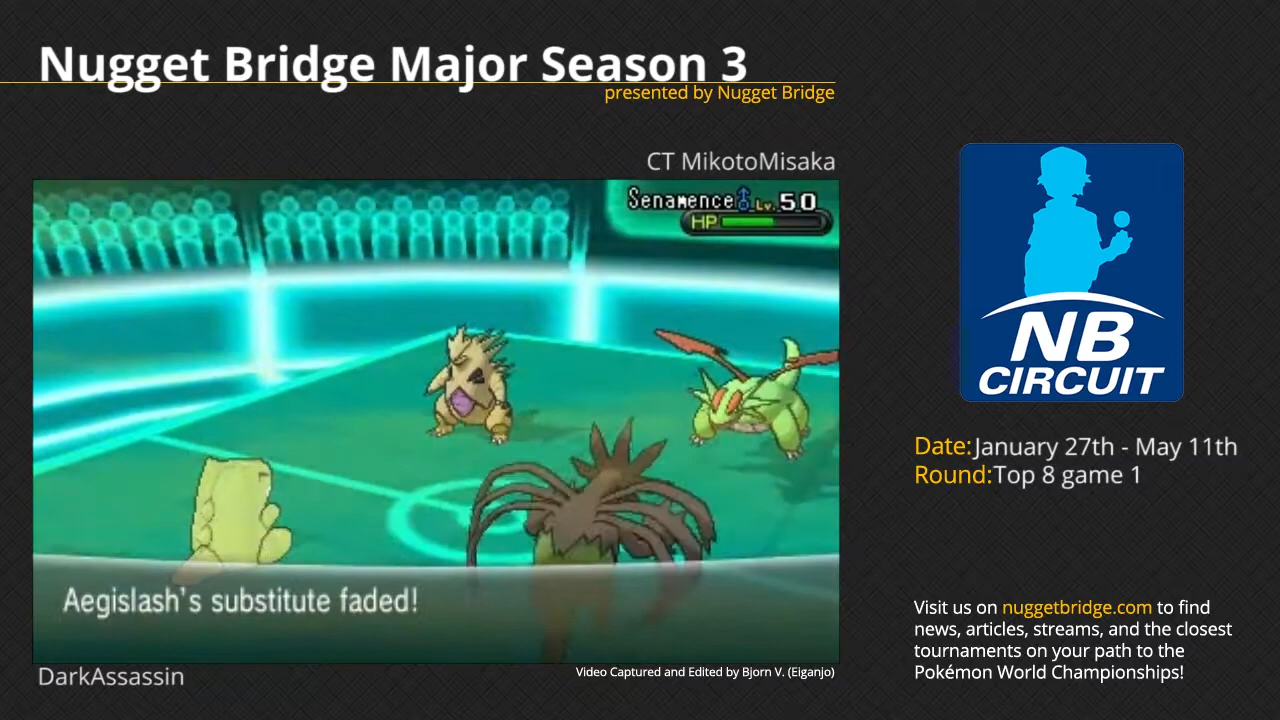 Nugget Bridge Major Season 3
presented by Nugget Bridge
CT MikotoMisaka
Senamence♂ Lv.50
HP
Aegislash's substitute faded!
DarkAssassin
Video Captured and Edited by Bjorn V. (Eiganjo)
NB
CIRCUIT
Date:January 27th - May 11th
Round:Top 8 game 1
Visit us on nuggetbridge.com to find
news, articles, streams, and the closest
tournaments on your path to the
Pokémon World Championships!